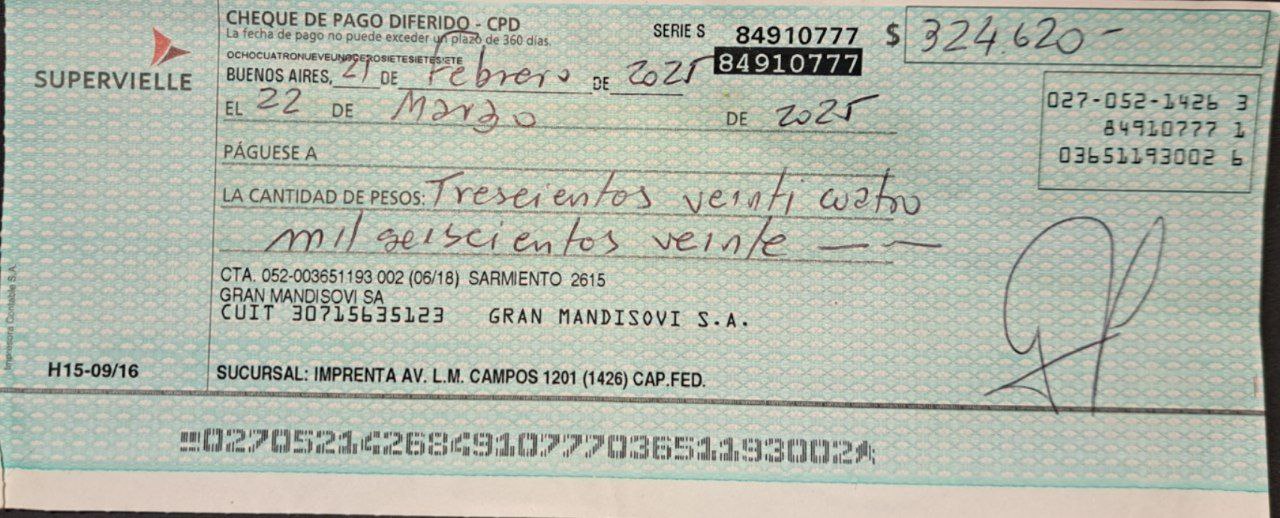 SUPERVIELLE
CHEQUE DE PAGO DIFERIDO - CPD
La fecha de pago no puede exceder un plazo de 360 días.
SERIE S 84910777 $ 324.620-
OCHOCUATRONUEVEUNOCEROSIETESIETESIETE 84910777
BUENOS AIRES, 21 DE Febrero DE 2025
EL 22 DE Marzo DE 2025
027-052-1426 3
84910777 1
03651193002 6
PÁGUESE A
LA CANTIDAD DE PESOS: Trescientos veinti cuatro
mil seiscientos veinte — —
CTA. 052-003651193 002 (06/18) SARMIENTO 2615
GRAN MANDISOVI SA
CUIT 30715635123 GRAN MANDISOVI S.A.
Impresora Contable S.A.
H15-09/16
SUCURSAL: IMPRENTA AV. L.M. CAMPOS 1201 (1426) CAP.FED.
02705214268491077703651193002